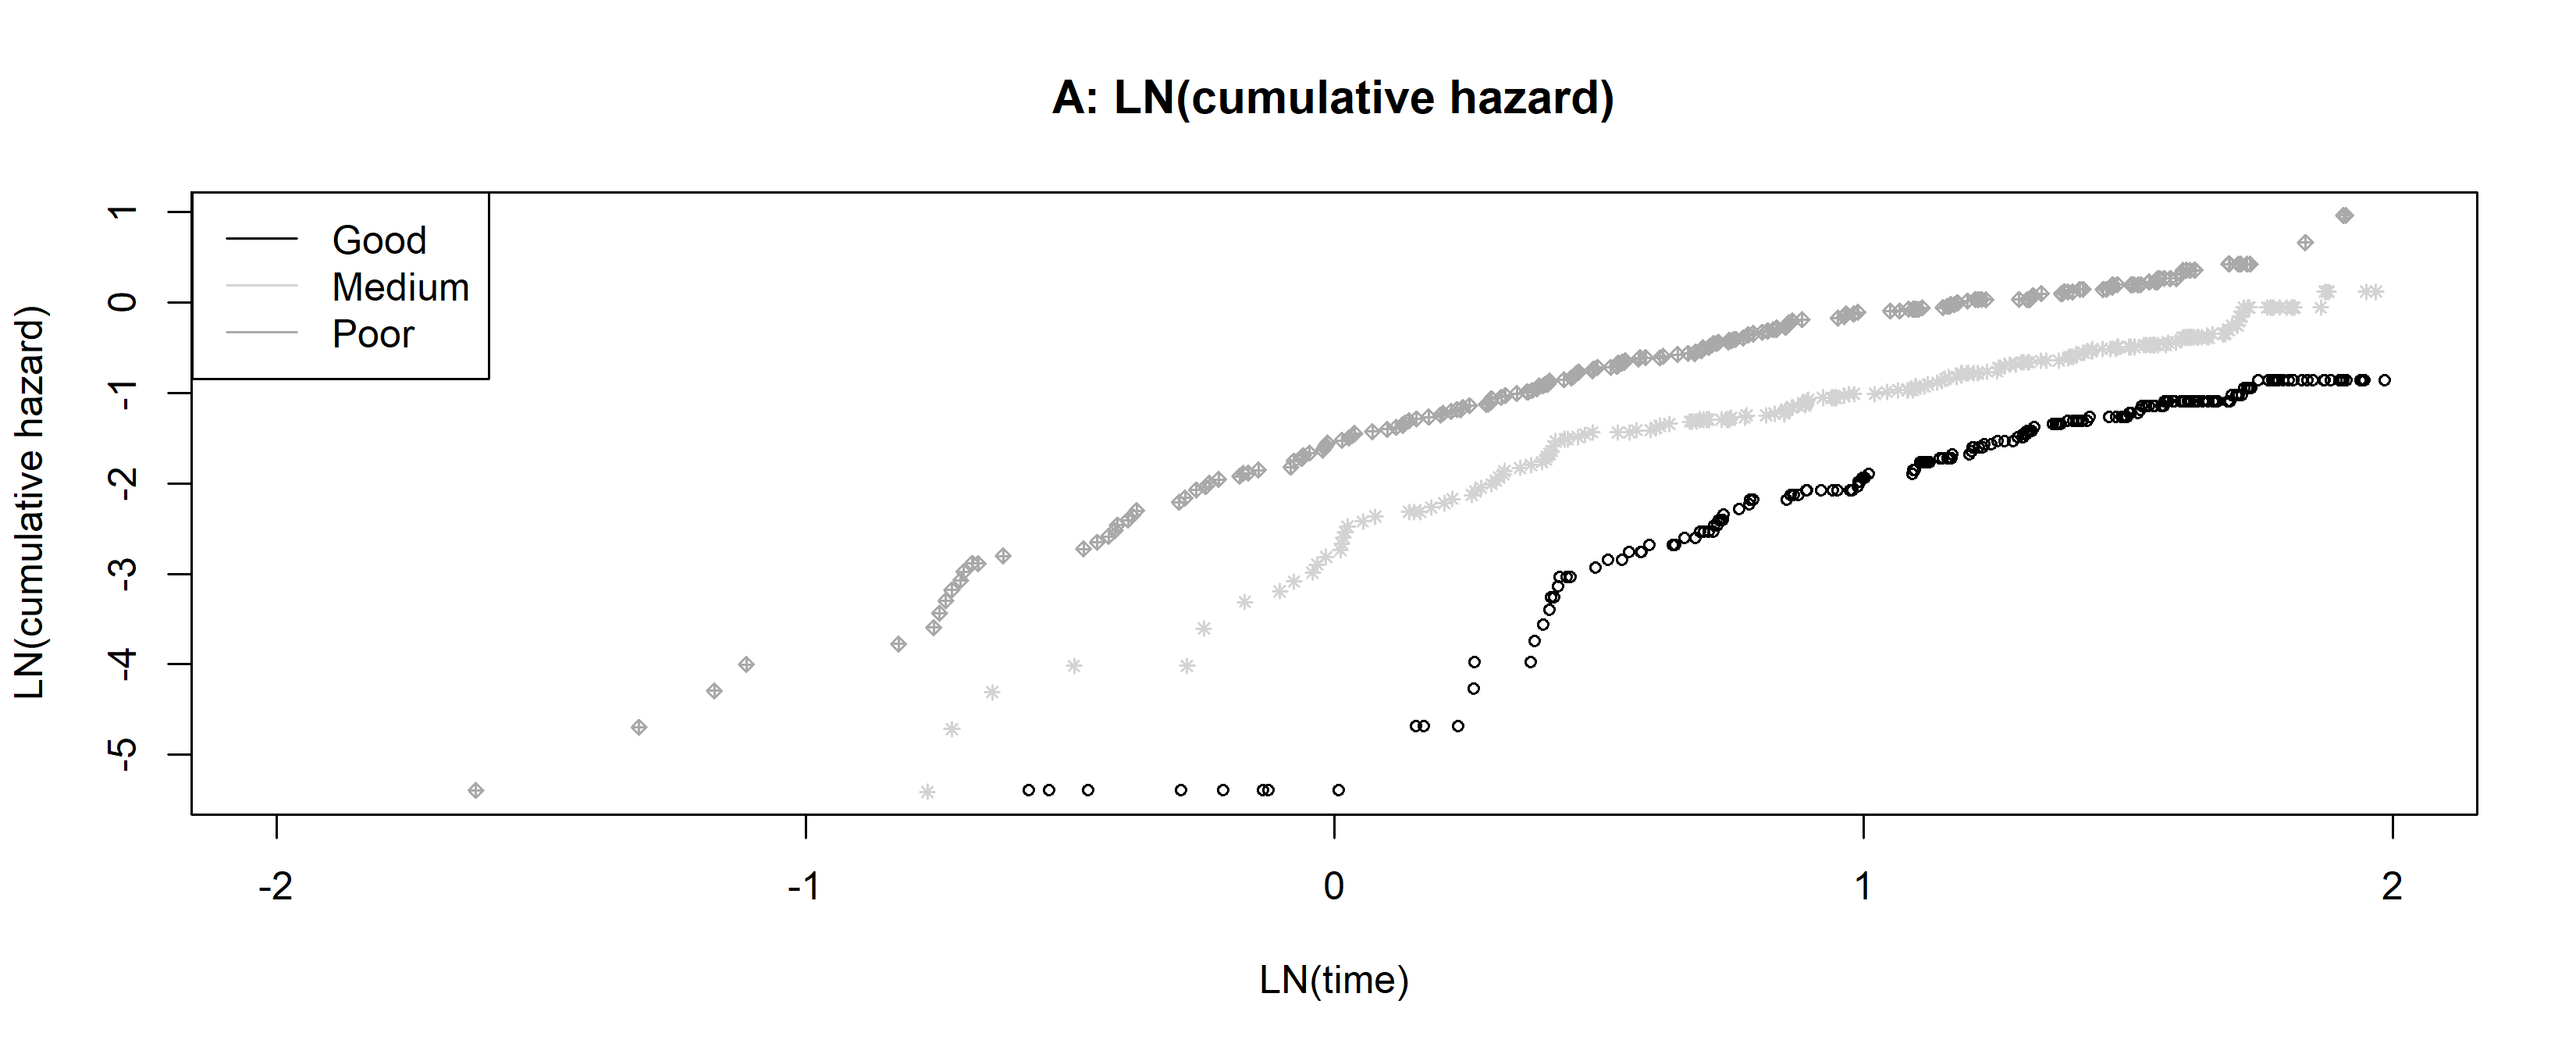 A: LN(cumulative hazard)
Good
Medium
Poor
LN(cumulative hazard)
1
0
-1
-2
-3
-4
-5
-2
-1
0
1
2
LN(time)